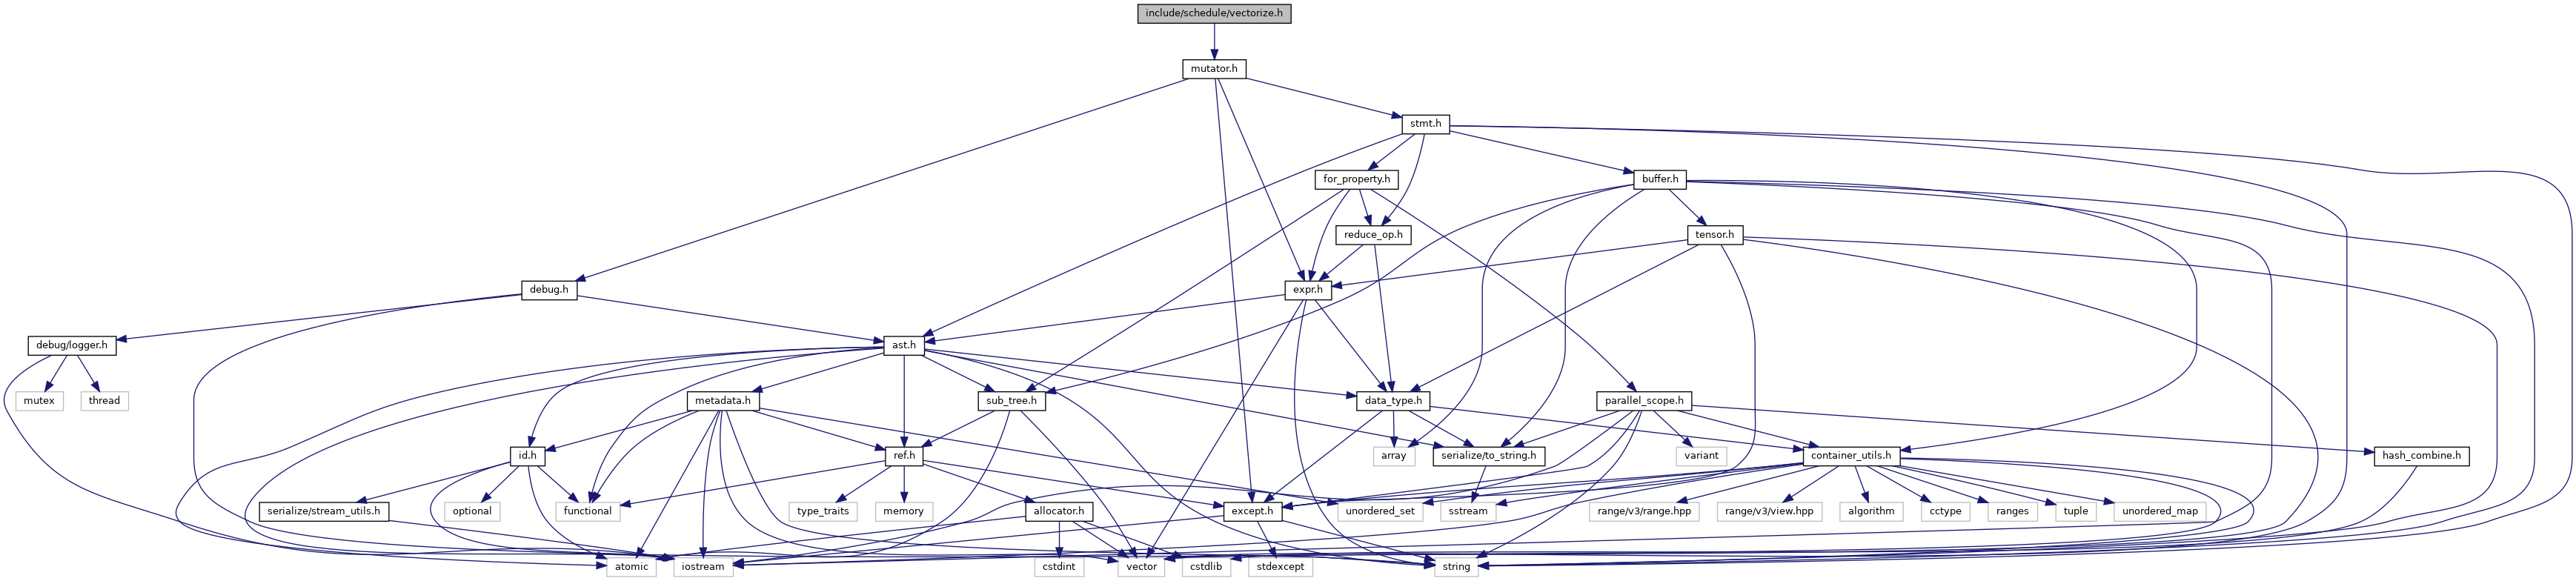 include/schedule/vectorize.h
mutator.h
stmt.h
for_property.h
buffer.h
reduce_op.h
tensor.h
debug.h
expr.h
debug/logger.h
ast.h
mutex
thread
metadata.h
sub_tree.h
data_type.h
parallel_scope.h
id.h
ref.h
array
serialize/to_string.h
variant
container_utils.h
hash_combine.h
serialize/stream_utils.h
optional
functional
type_traits
memory
allocator.h
except.h
unordered_set
sstream
range/v3/range.hpp
range/v3/view.hpp
algorithm
cctype
ranges
tuple
unordered_map
atomic
iostream
cstdint
vector
cstdlib
stdexcept
string